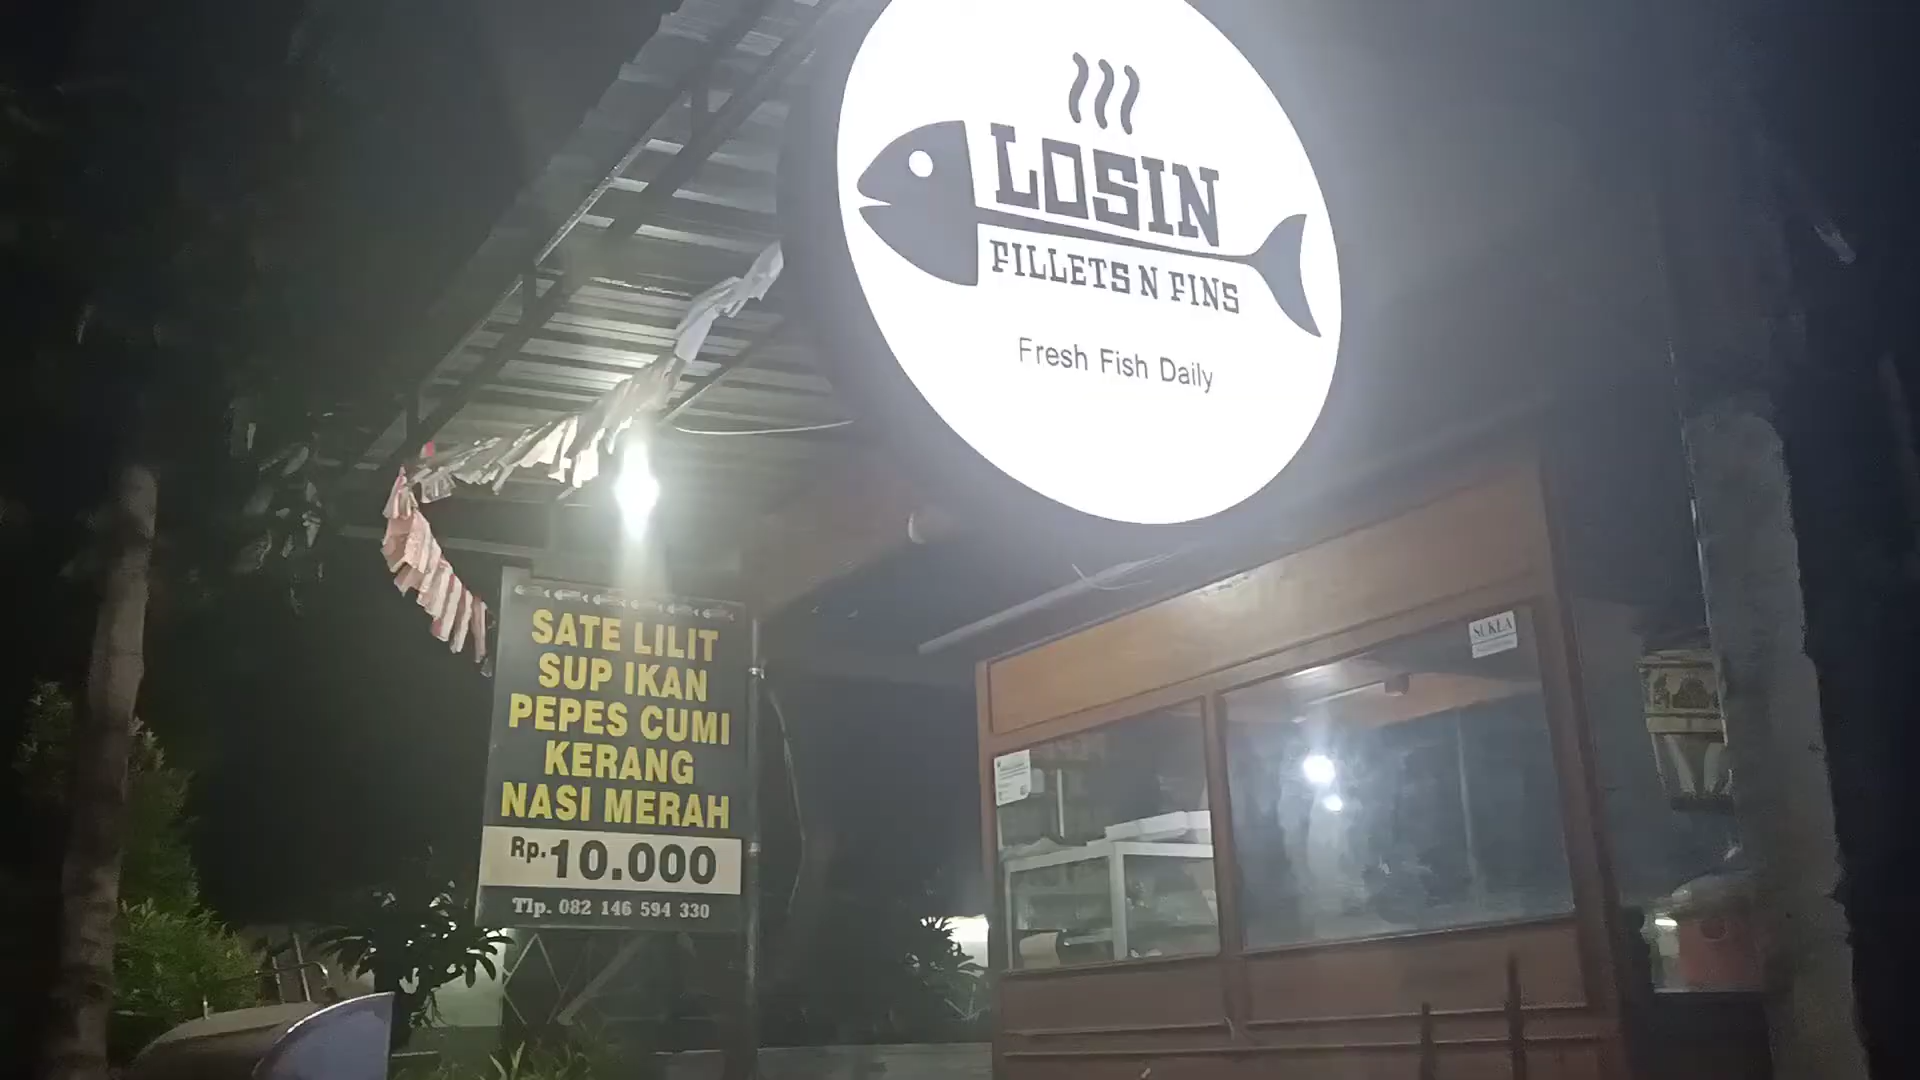 LOSIN
FILLETS N FINS
Fresh Fish Daily
SATE LILIT
SUP IKAN
PEPES CUMI
KERANG
NASI MERAH
Rp.10.000
Tlp. 082 146 594 330
SUKLA